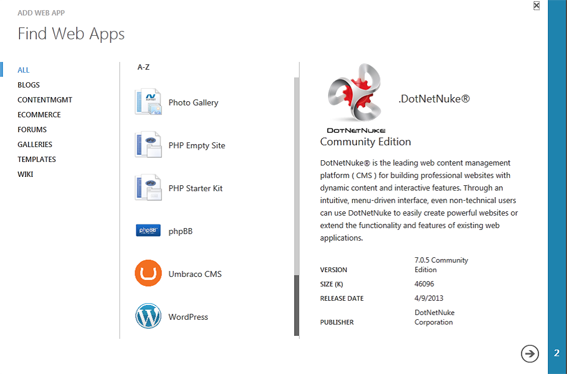 ADD WEB APP
Find Web Apps
ALL
BLOGS
CONTENTMGMT
ECOMMERCE
FORUMS
GALLERIES
TEMPLATES
WIKI
A-Z
Photo Gallery
PHP Empty Site
PHP Starter Kit
phpBB
phpBB
Umbraco CMS
WordPress
DotNetNuke
.DotNetNuke®
Community Edition
DotNetNuke® is the leading web content management
platform ( CMS ) for building professional websites with
dynamic content and interactive features. Through an
intuitive, menu-driven interface, even non-technical users
can use DotNetNuke to easily create powerful websites or
extend the functionality and features of existing web
applications.
VERSION 7.0.5 Community
Edition
SIZE (K) 46096
RELEASE DATE 4/9/2013
PUBLISHER DotNetNuke
Corporation
2